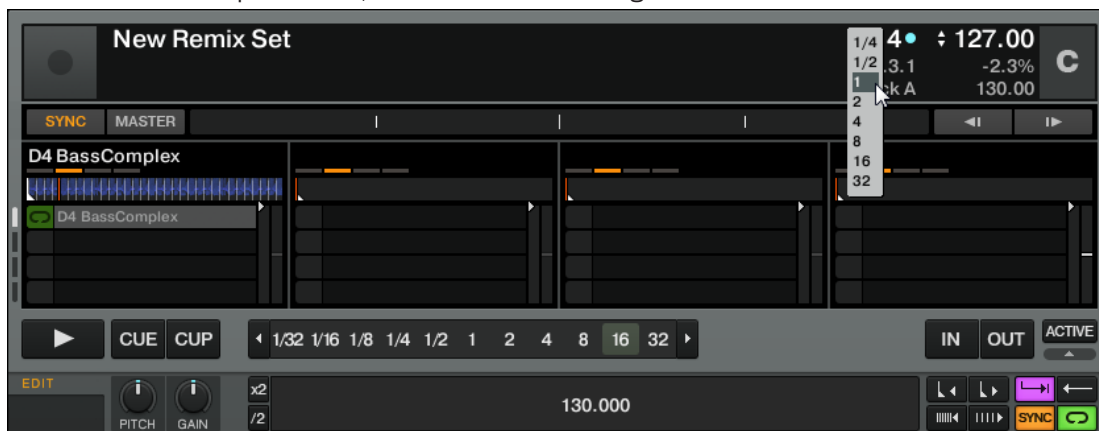 New Remix Set
1/4 4 127.00
1/2 .3.1 -2.3% C
1 ck A 130.00
2
4
8
16
32
SYNC MASTER
D4 BassComplex
D4 BassComplex
CUE CUP 1/32 1/16 1/8 1/4 1/2 1 2 4 8 16 32 IN OUT ACTIVE
EDIT
PITCH GAIN x2 /2 130.000 SYNC